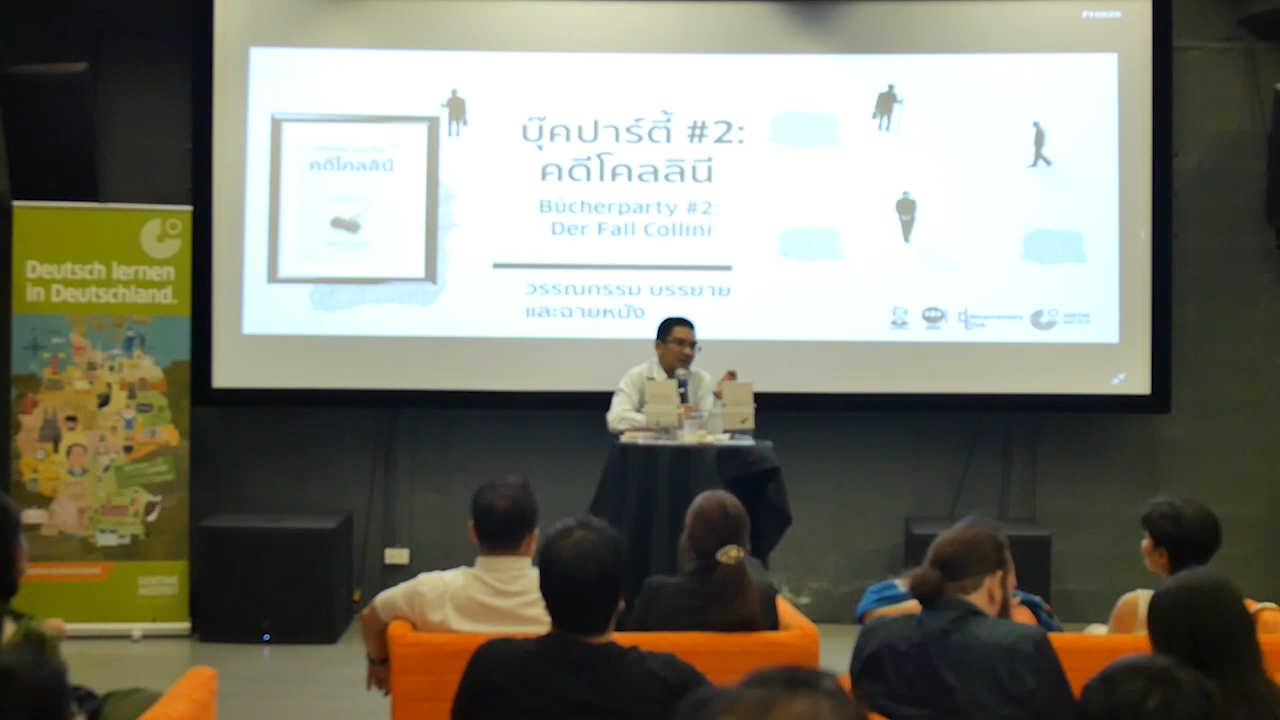 Freeze
บุ๊คปาร์ตี้ #2:
คดีโคลลินี
Bücherparty #2:
Der Fall Collini
วรรณกรรม บรรยาย
และฉายหนัง
คดีโคลลินี
Deutsch lernen
in Deutschland.